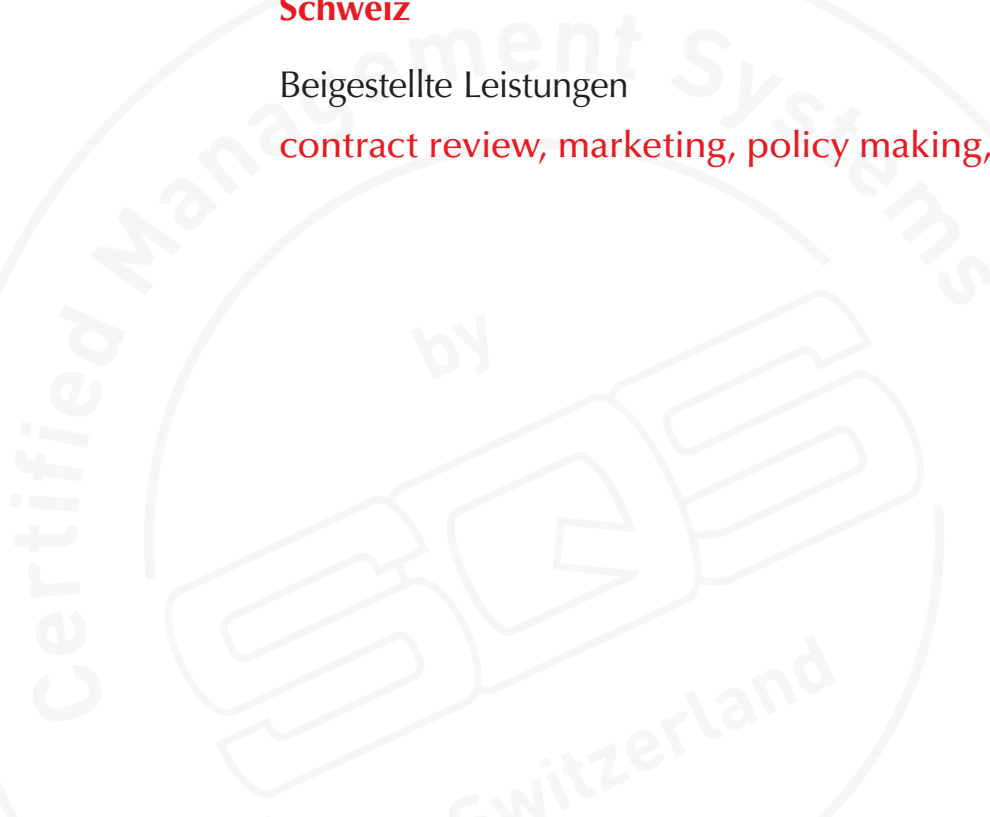 Schweiz
Beigestellte Leistungen
contract review, marketing, policy making,
Certified Management Systems
by
SQS
Switzerland